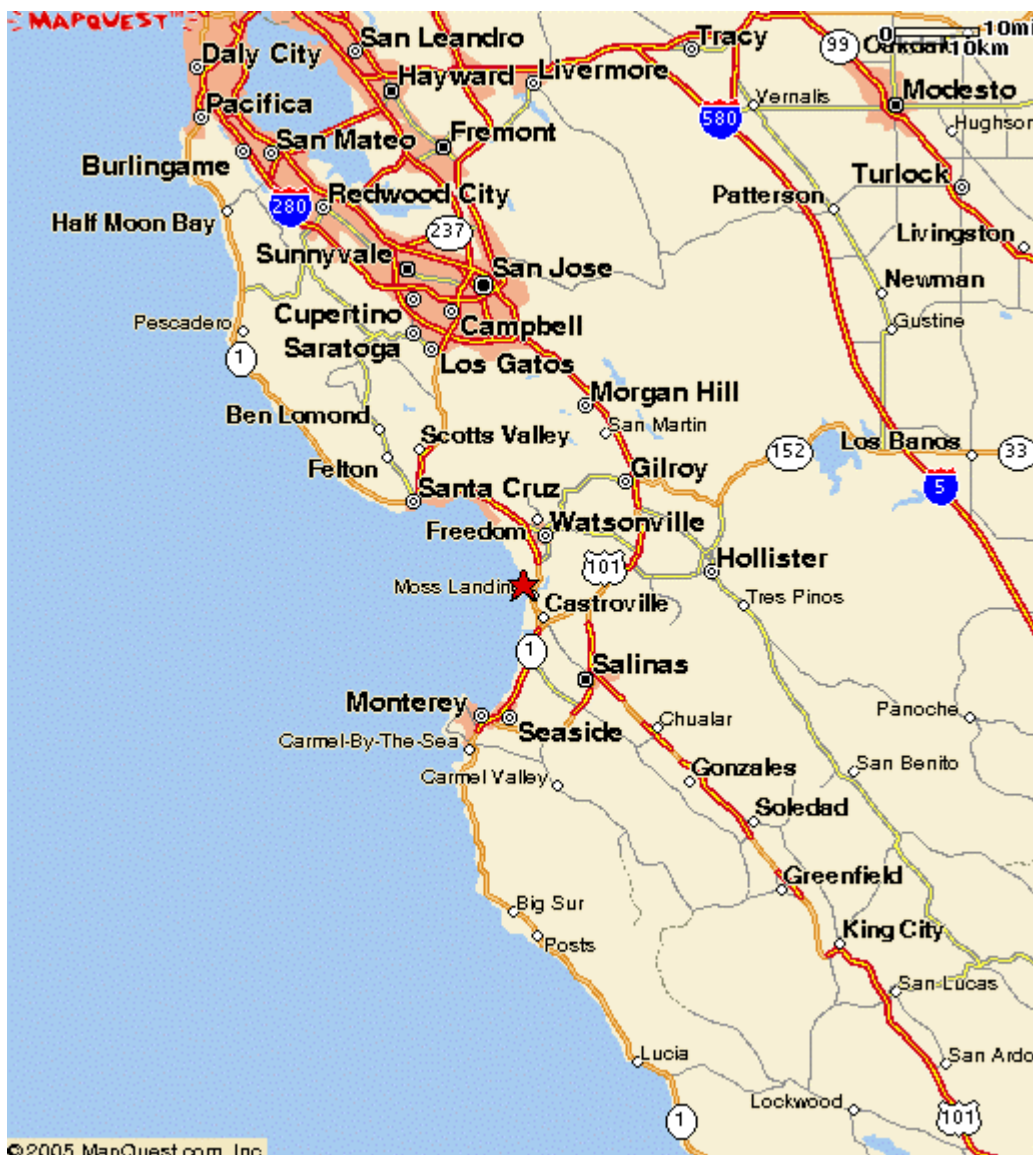 MAPQUEST
TM
San Leandro
Tracy
0
10mi
10km
99
Oakdale
Daly City
Hayward
Livermore
Modesto
Pacifica
580
Vernalis
Hughson
San Mateo
Fremont
Burlingame
Turlock
280
Redwood City
Patterson
Half Moon Bay
237
Livingston
Sunnyvale
San Jose
Newman
Cupertino
Campbell
Gustine
Pescadero
Saratoga
Los Gatos
1
Morgan Hill
Ben Lomond
San Martin
Scotts Valley
Los Banos
152
33
Felton
Gilroy
Santa Cruz
5
Freedom
Watsonville
101
Hollister
Moss Landin
Castroville
Tres Pinos
1
Salinas
Monterey
Seaside
Chualar
Panoche
Carmel-By-The-Sea
Carmel Valley
Gonzales
San Benito
Soledad
Greenfield
Big Sur
King City
Posts
San Lucas
Lucia
San Ardo
Lockwood
1
101
©2005 MapQuest.com, Inc